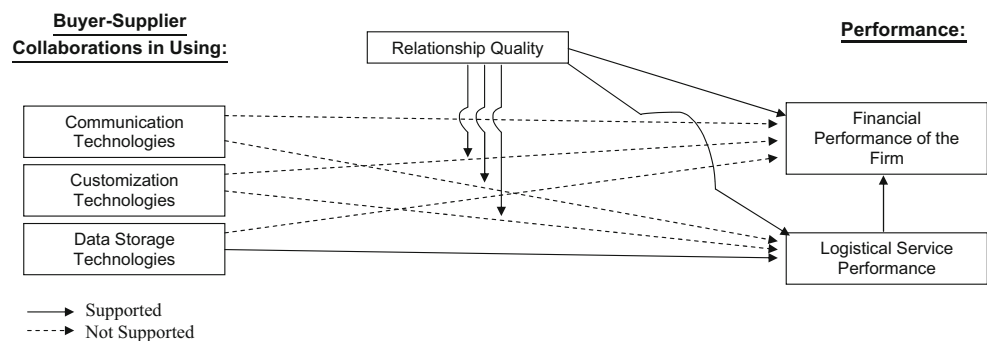 Buyer-Supplier
Collaborations in Using:
Relationship Quality
Performance:
Communication
Technologies
Customization
Technologies
Data Storage
Technologies
Financial
Performance of the
Firm
Logistical Service
Performance
Supported
Not Supported